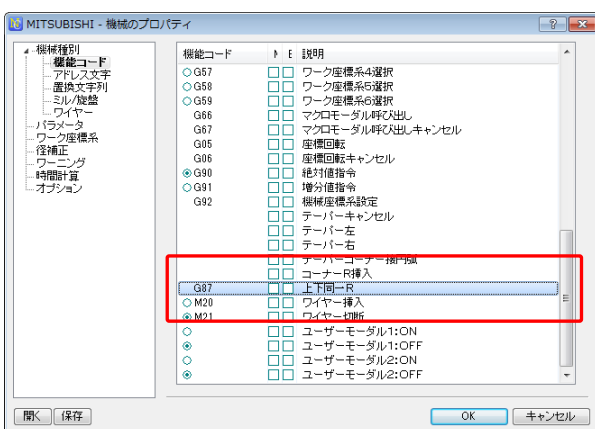 MITSUBISHI - 機械のプロパティ
機械種別
機能コード
アドレス文字
置換文字列
ミル/旋盤
ワイヤー
パラメータ
ワーク座標系
径補正
ワーニング
時間計算
オプション
機能コード M E 説明
G57 ワーク座標系4選択
G58 ワーク座標系5選択
G59 ワーク座標系6選択
G66 マクロモーダル呼び出し
G67 マクロモーダル呼び出しキャンセル
G05 座標回転
G06 座標回転キャンセル
G90 絶対値指令
G91 増分値指令
G92 機械座標系設定
テーパーキャンセル
テーパー左
テーパー右
テーパーコーナー接円弧
コーナーR挿入
G87 上下同一R
M20 ワイヤー挿入
M21 ワイヤー切断
ユーザーモーダル1:ON
ユーザーモーダル1:OFF
ユーザーモーダル2:ON
ユーザーモーダル2:OFF
開く 保存 OK キャンセル